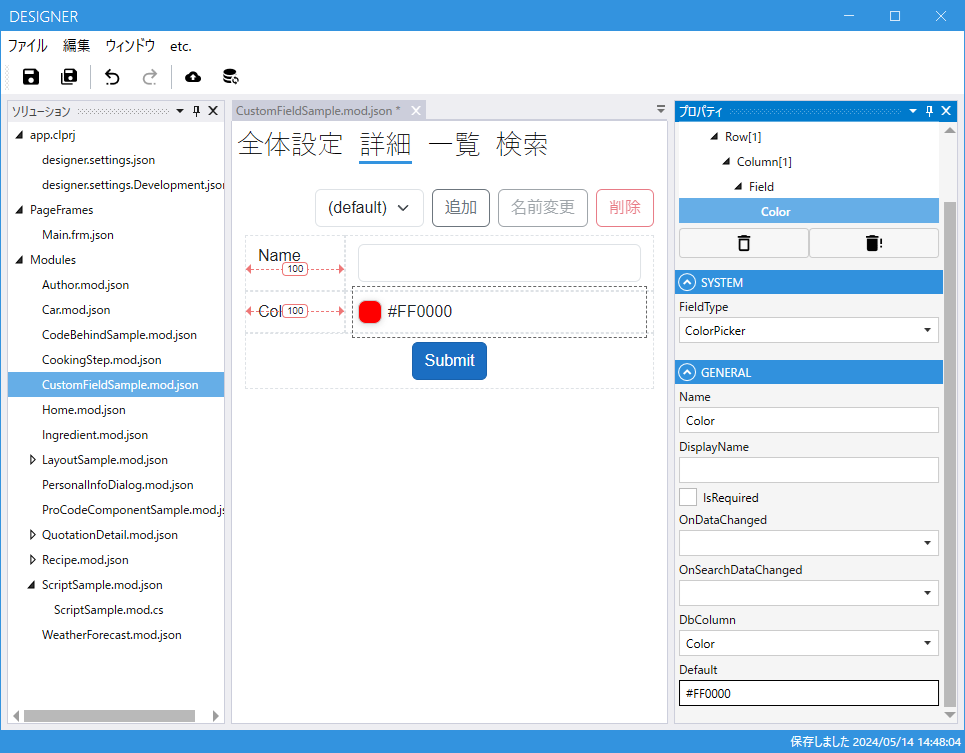 DESIGNER
ファイル 編集 ウィンドウ etc.
ソリューション
app.clprj
designer.settings.json
designer.settings.Development.json
PageFrames
Main.frm.json
Modules
Author.mod.json
Car.mod.json
CodeBehindSample.mod.json
CookingStep.mod.json
CustomFieldSample.mod.json
Home.mod.json
Ingredient.mod.json
LayoutSample.mod.json
PersonalInfoDialog.mod.json
ProCodeComponentSample.mod.js
QuotationDetail.mod.json
Recipe.mod.json
ScriptSample.mod.json
ScriptSample.mod.cs
WeatherForecast.mod.json
CustomFieldSample.mod.json *
全体設定 詳細 一覧 検索
(default) 追加 名前変更 削除
Name
100
Col 100 #FF0000
Submit
プロパティ
Row[1]
Column[1]
Field
Color
SYSTEM
FieldType
ColorPicker
GENERAL
Name
Color
DisplayName
IsRequired
OnDataChanged
OnSearchDataChanged
DbColumn
Color
Default
#FF0000
保存しました 2024/05/14 14:48:04